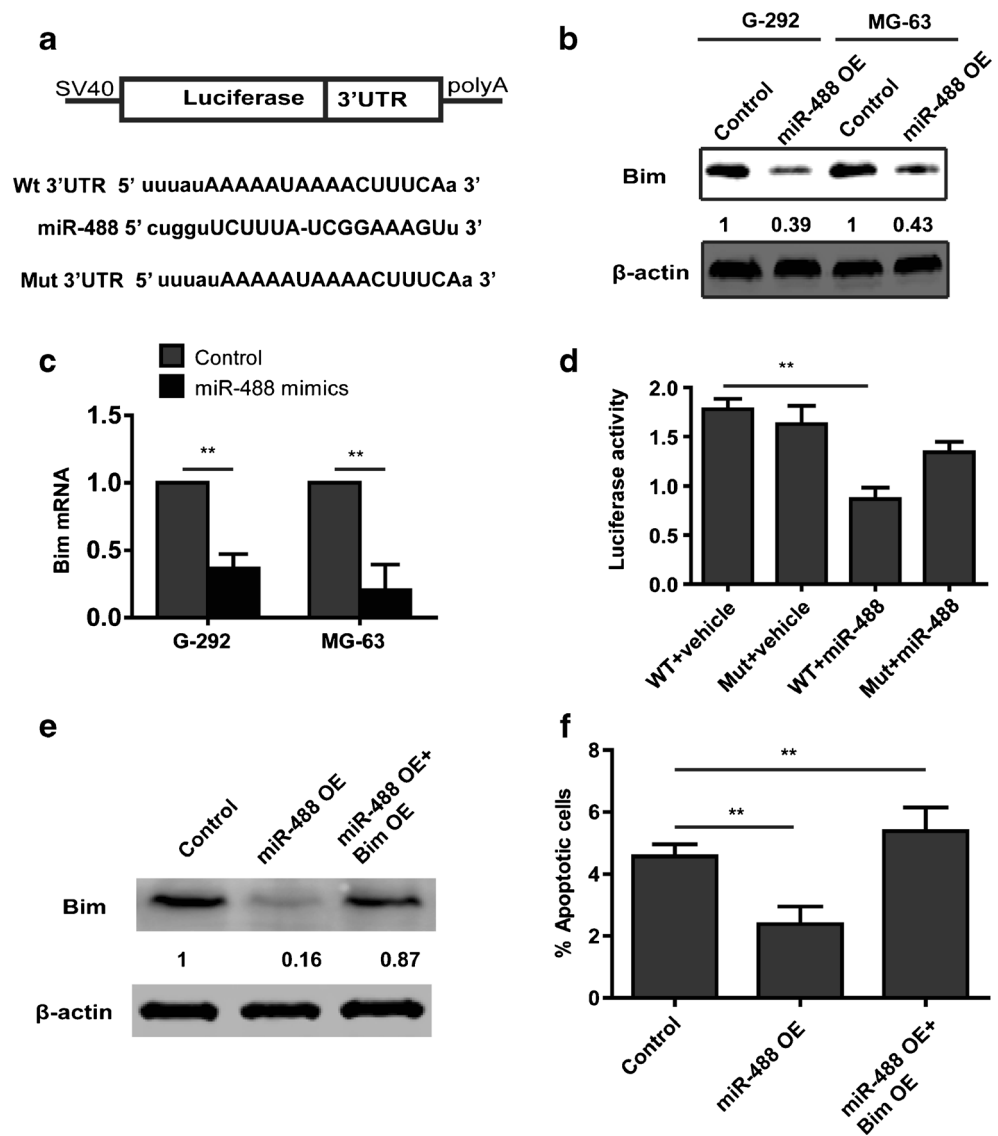 a
SV40 Luciferase 3’UTR polyA
Wt 3’UTR 5’ uuuauAAAAAUAAAACUUUCAa 3’
miR-488 5’ cugguUCUUUA-UCGGAAAGUu 3’
Mut 3’UTR 5’ uuuauAAAAAUAAAACUUUCAa 3’
b
G-292 MG-63
Control miR-488 OE Control miR-488 OE
Bim
1 0.39 1 0.43
β-actin
c
Control
miR-488 mimics
Bim mRNA
1.5
1.0
0.5
0.0
** **
G-292 MG-63
d
Luciferase activity
2.0
1.5
1.0
0.5
0.0
**
WT+vehicle
Mut+vehicle
WT+miR-488
Mut+miR-488
e
Control
miR-488 OE
miR-488 OE+
Bim OE
Bim
1 0.16 0.87
β-actin
f
% Apoptotic cells
8
6
4
2
0
**
**
Control
miR-488 OE
miR-488 OE+
Bim OE